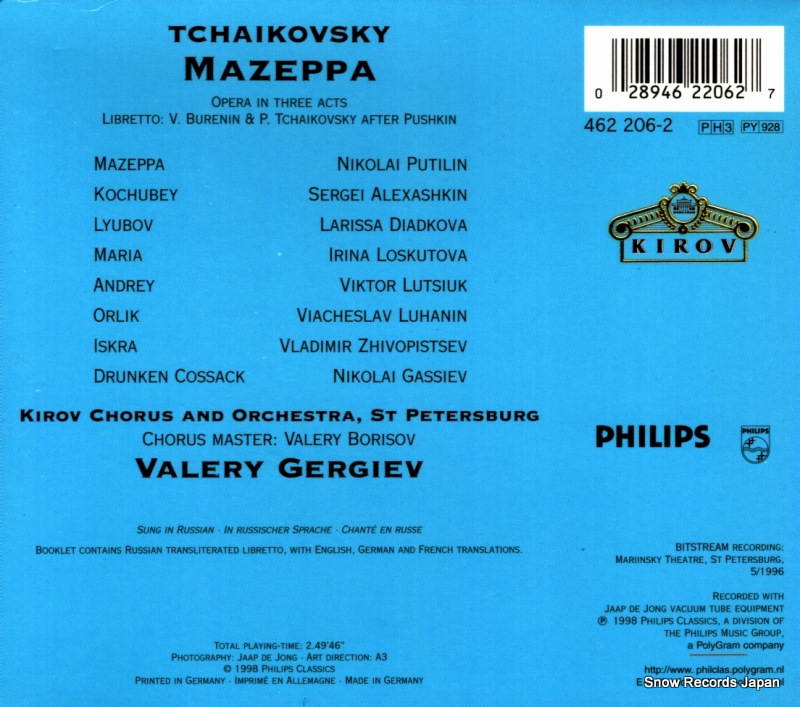 TCHAIKOVSKY
MAZEPPA
OPERA IN THREE ACTS
LIBRETTO: V. BURENIN & P. TCHAIKOVSKY AFTER PUSHKIN
MAZEPPA NIKOLAI PUTILIN
KOCHUBEY SERGEI ALEXASHKIN
LYUBOV LARISSA DIADKOVA
MARIA IRINA LOSKUTOVA
ANDREY VIKTOR LUTSIUK
ORLIK VIACHESLAV LUHANIN
ISKRA VLADIMIR ZHIVOPISTSEV
DRUNKEN COSSACK NIKOLAI GASSIEV
KIROV CHORUS AND ORCHESTRA, ST PETERSBURG
CHORUS MASTER: VALERY BORISOV
VALERY GERGIEV
SUNG IN RUSSIAN · IN RUSSISCHER SPRACHE · CHANTÉ EN RUSSE
BOOKLET CONTAINS RUSSIAN TRANSLITERATED LIBRETTO, WITH ENGLISH, GERMAN AND FRENCH TRANSLATIONS.
TOTAL PLAYING-TIME: 2.49'46"
PHOTOGRAPHY: JAAP DE JONG · ART DIRECTION: A3
© 1998 PHILIPS CLASSICS
PRINTED IN GERMANY · IMPRIMÉ EN ALLEMAGNE · MADE IN GERMANY
0 28946 22062 7
462 206-2 PH3 PY 928
KIROV
PHILIPS
PHILIPS
BITSTREAM RECORDING:
MARIINSKY THEATRE, ST PETERSBURG,
5/1996
RECORDED WITH
JAAP DE JONG VACUUM TUBE EQUIPMENT
℗ 1998 PHILIPS CLASSICS, A DIVISION OF
THE PHILIPS MUSIC GROUP,
a PolyGram company
http://www. philclas.polygram.nl
Snow Records Japan